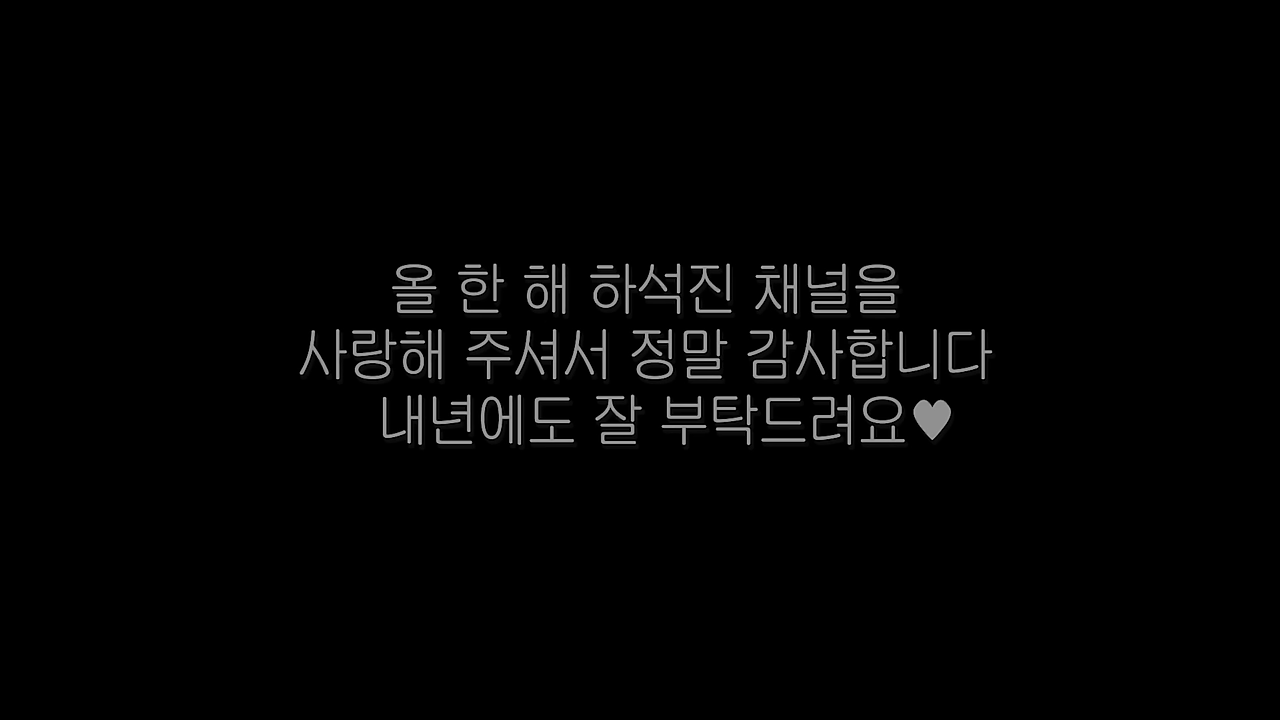 올 한 해 하석진 채널을
사랑해 주셔서 정말 감사합니다
내년에도 잘 부탁드려요♥